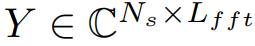 Y ∈ ℂ^{N_s×L_{fft}}